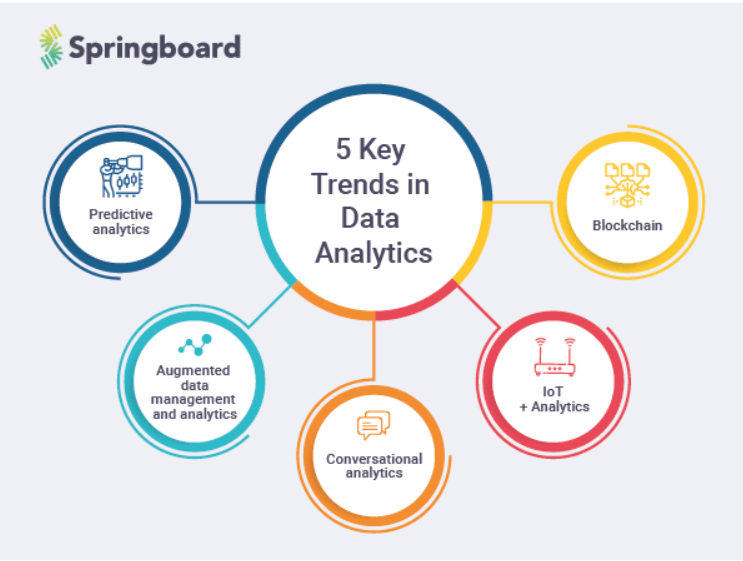 Springboard
5 Key
Trends in
Data
Analytics
Predictive
analytics
Augmented
data
management
and analytics
Conversational
analytics
IoT
+ Analytics
Blockchain